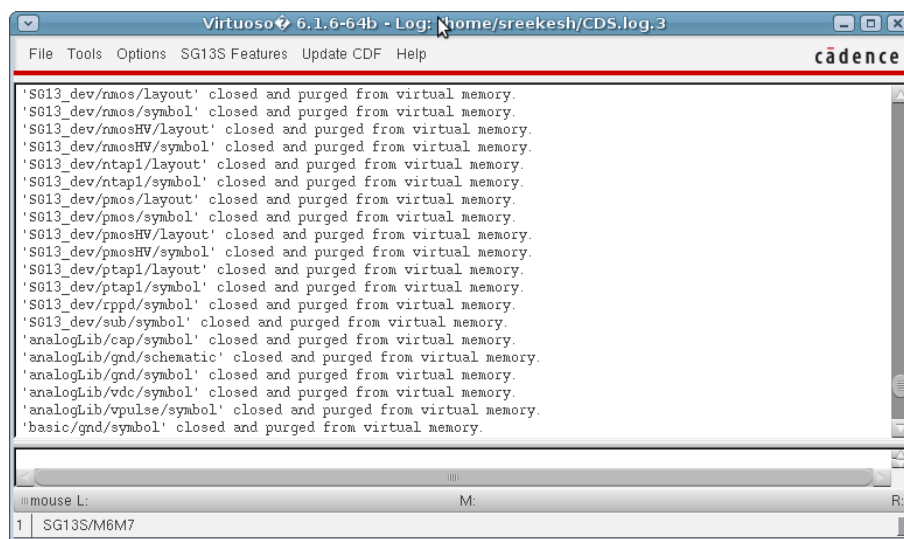 Virtuoso� 6.1.6-64b - Log: /home/sreekesh/CDS.log.3
File Tools Options SG13S Features Update CDF Help
cādence
'SG13_dev/nmos/layout' closed and purged from virtual memory.
'SG13_dev/nmos/symbol' closed and purged from virtual memory.
'SG13_dev/nmosHV/layout' closed and purged from virtual memory.
'SG13_dev/nmosHV/symbol' closed and purged from virtual memory.
'SG13_dev/ntap1/layout' closed and purged from virtual memory.
'SG13_dev/ntap1/symbol' closed and purged from virtual memory.
'SG13_dev/pmos/layout' closed and purged from virtual memory.
'SG13_dev/pmos/symbol' closed and purged from virtual memory.
'SG13_dev/pmosHV/layout' closed and purged from virtual memory.
'SG13_dev/pmosHV/symbol' closed and purged from virtual memory.
'SG13_dev/ptap1/layout' closed and purged from virtual memory.
'SG13_dev/ptap1/symbol' closed and purged from virtual memory.
'SG13_dev/rppd/symbol' closed and purged from virtual memory.
'SG13_dev/sub/symbol' closed and purged from virtual memory.
'analogLib/cap/symbol' closed and purged from virtual memory.
'analogLib/gnd/schematic' closed and purged from virtual memory.
'analogLib/gnd/symbol' closed and purged from virtual memory.
'analogLib/vdc/symbol' closed and purged from virtual memory.
'analogLib/vpulse/symbol' closed and purged from virtual memory.
'basic/gnd/symbol' closed and purged from virtual memory.
mouse L: M: R:
1 SG13S/M6M7